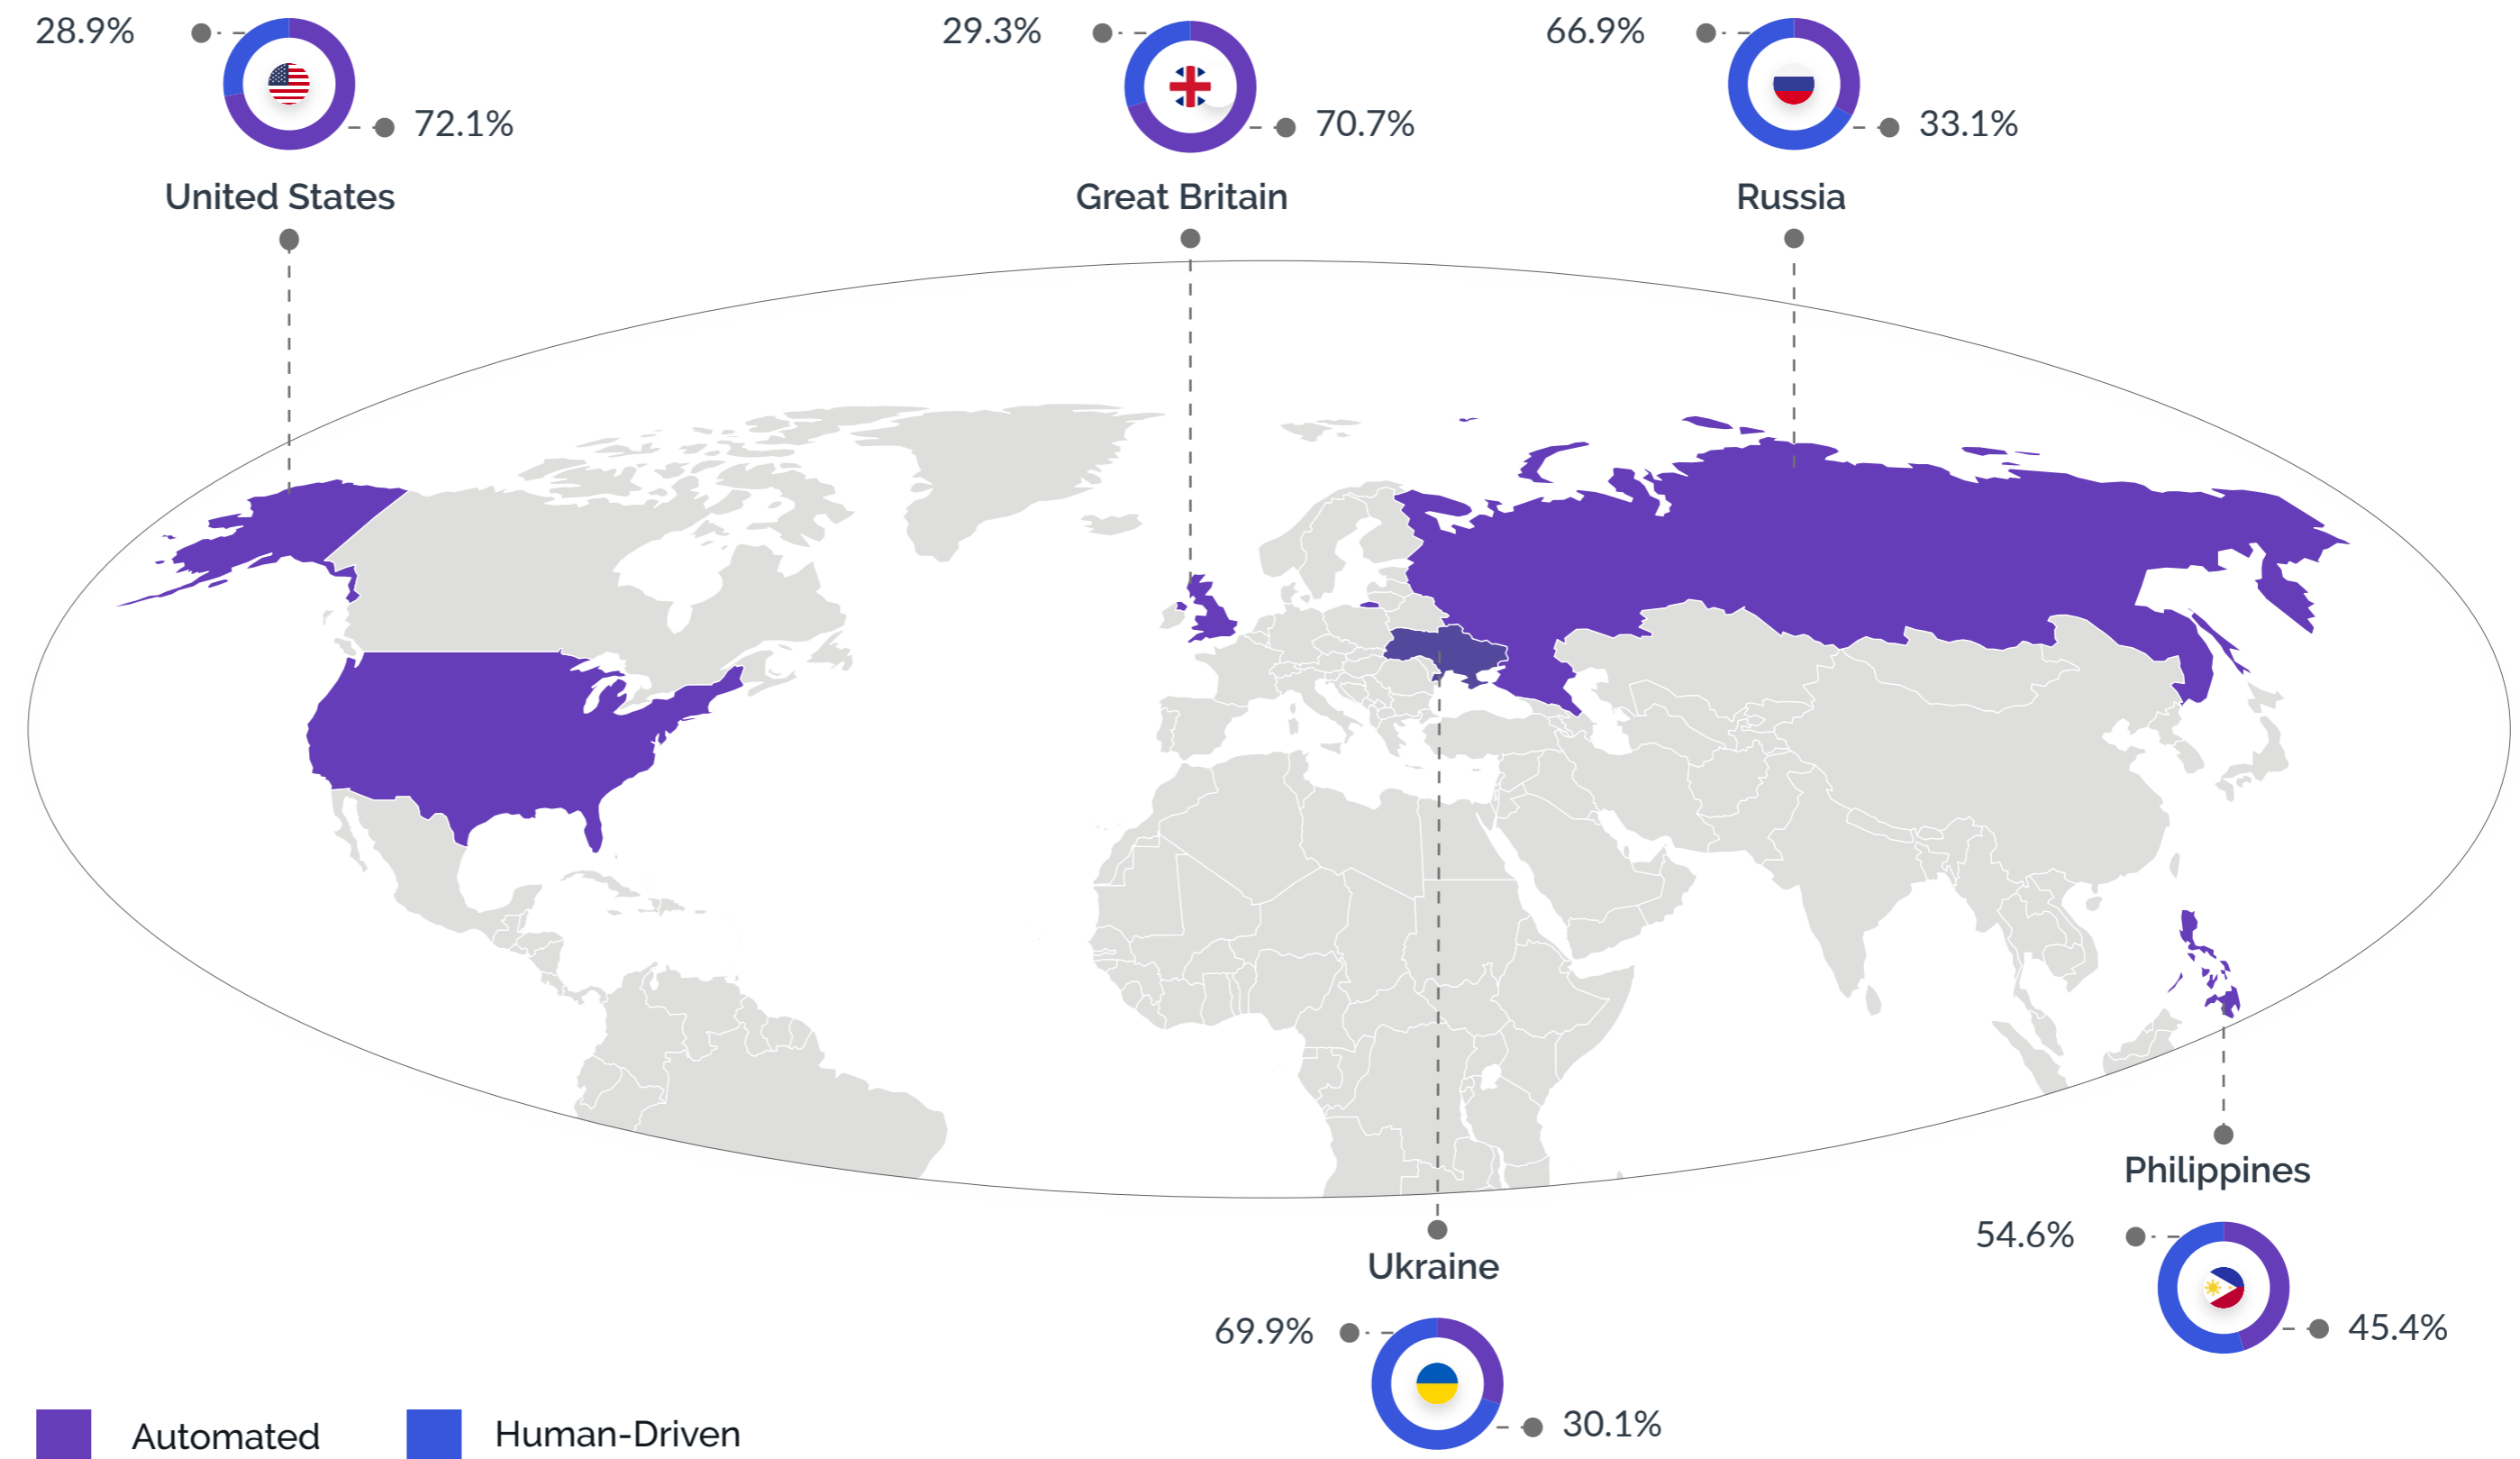 28.9%
72.1%
United States
29.3%
70.7%
Great Britain
66.9%
33.1%
Russia
Philippines
54.6%
45.4%
Ukraine
69.9%
30.1%
Automated
Human-Driven